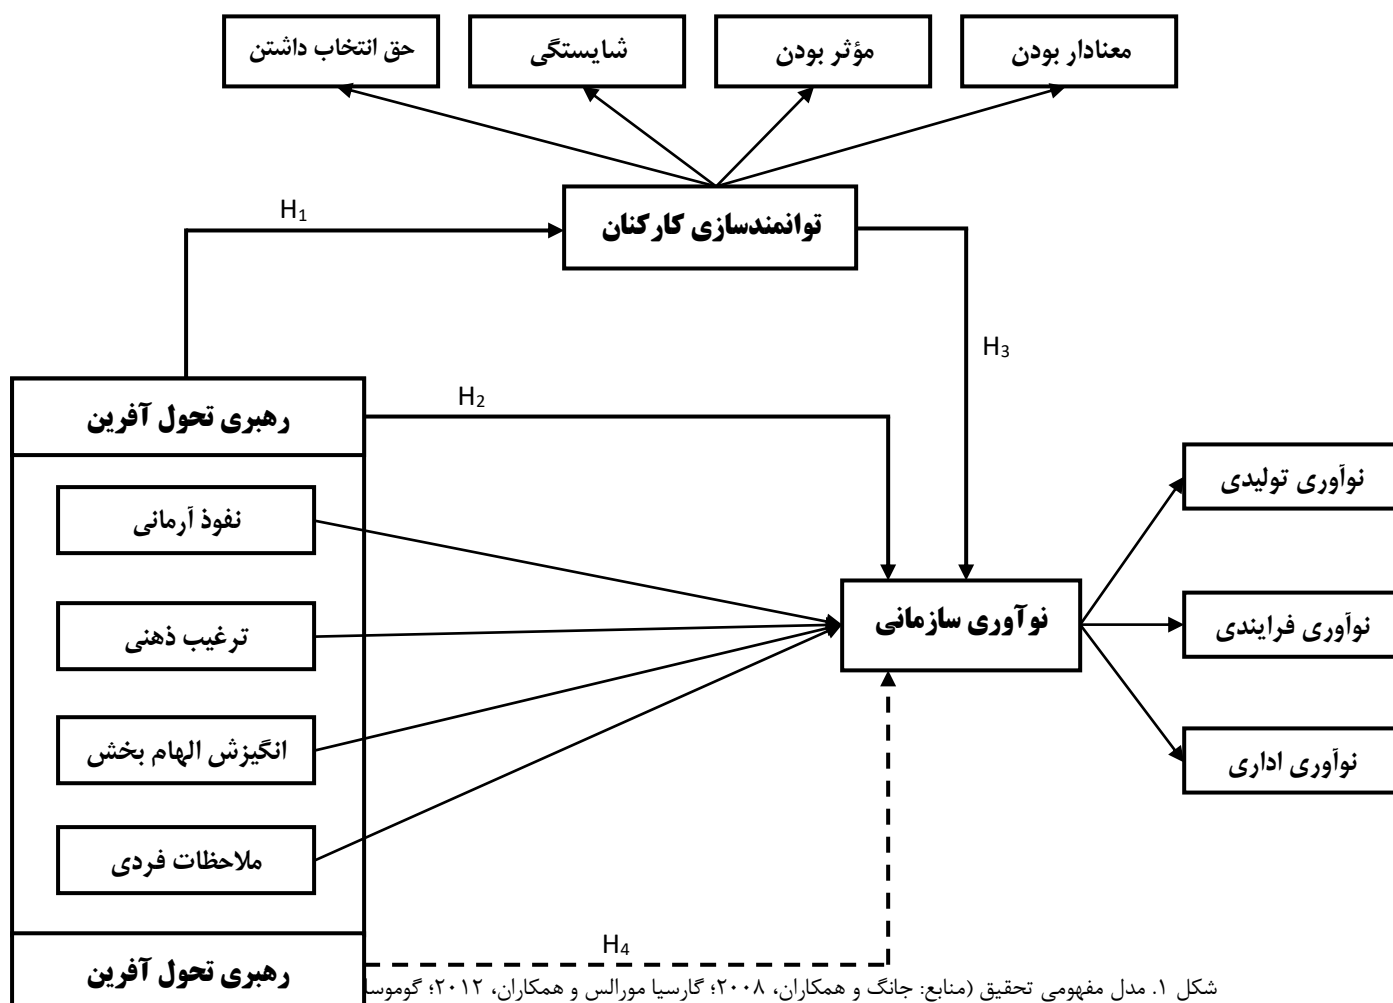 معنادار بودن
مؤثر بودن
شایستگی
حق انتخاب داشتن
توانمندسازی کارکنان
H₁
H₃
رهبری تحول آفرین
H₂
نفوذ آرمانی
ترغیب ذهنی
انگیزش الهام بخش
ملاحظات فردی
نوآوری سازمانی
نوآوری تولیدی
نوآوری فرایندی
نوآوری اداری
H₄
رهبری تحول آفرین
شکل ۱. مدل مفهومی تحقیق (منابع: جانگ و همکاران، ۲۰۰۸؛ گارسیا مورالس و همکاران، ۲۰۱۲؛